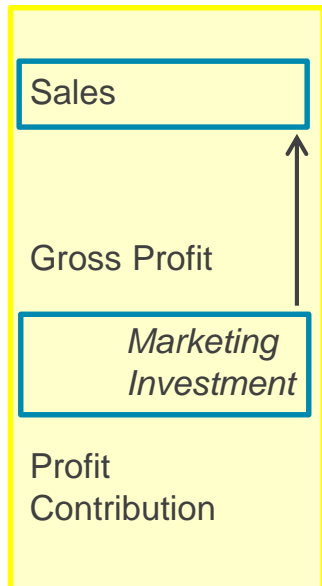 Sales
Gross Profit
Marketing
Investment
Profit
Contribution